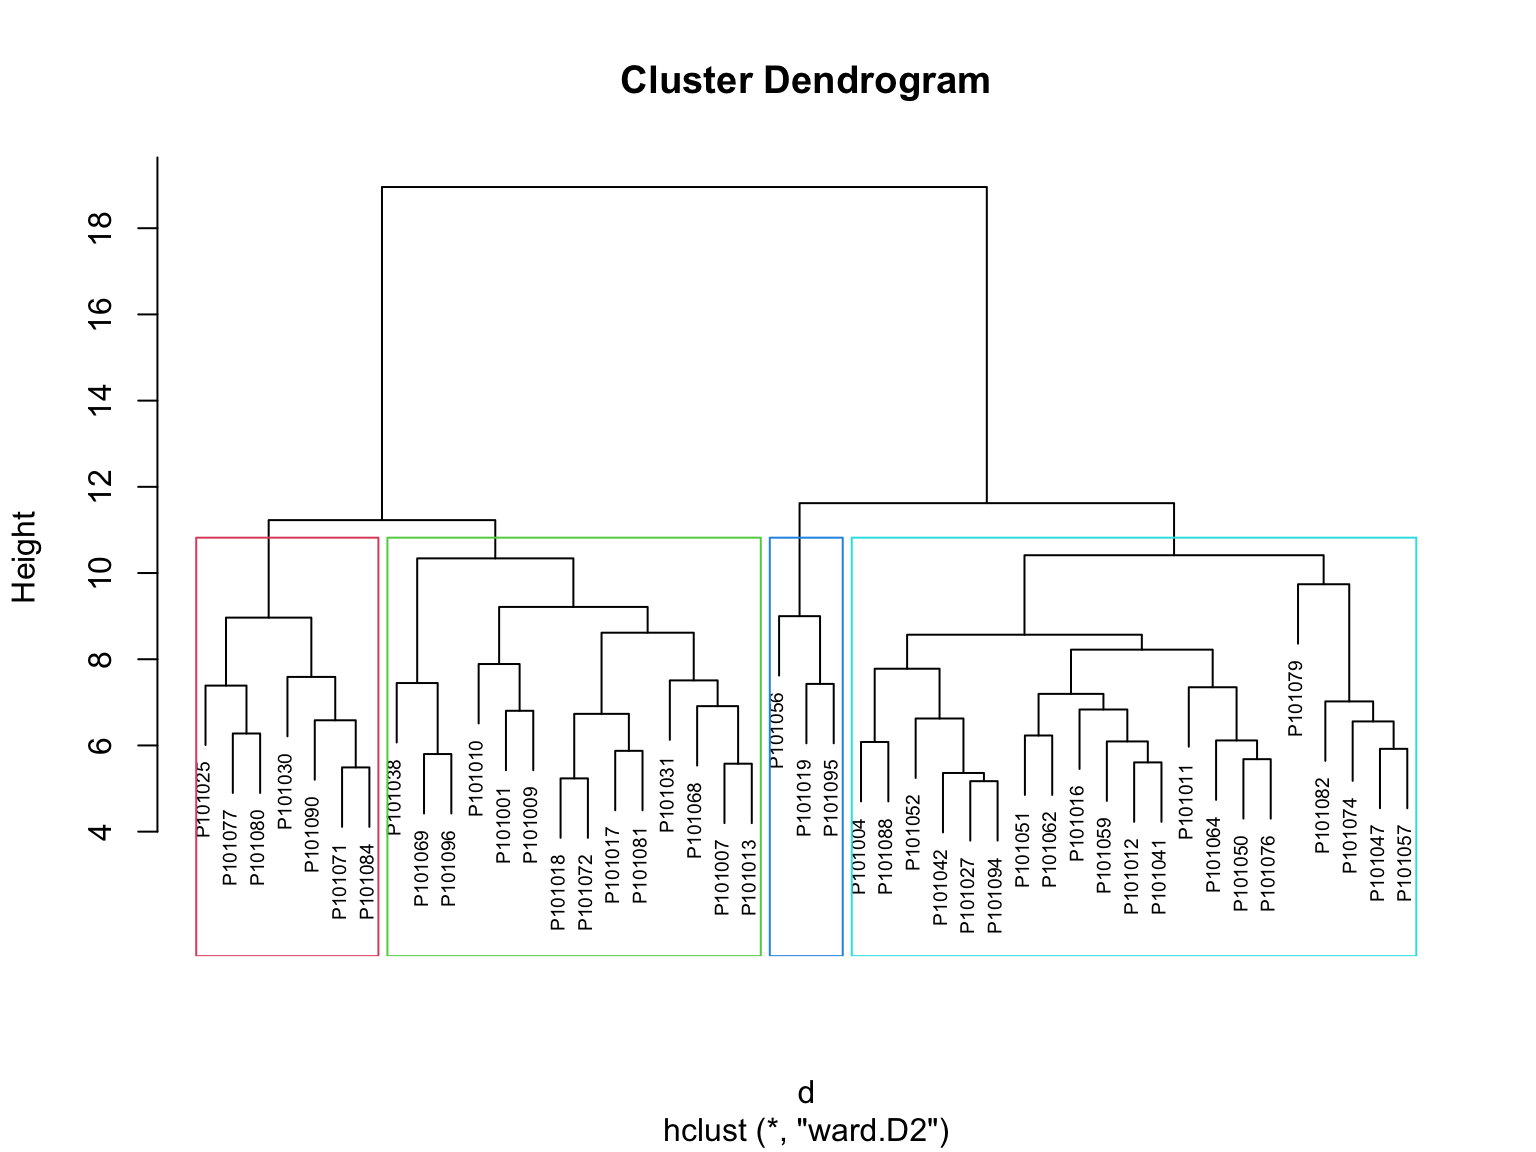 Cluster Dendrogram
Height
18
16
14
12
10
8
6
4
P101025
P101077
P101080
P101030
P101090
P101071
P101084
P101038
P101069
P101096
P101010
P101001
P101009
P101018
P101072
P101017
P101081
P101031
P101068
P101007
P101013
P101056
P101019
P101095
P101004
P101088
P101052
P101042
P101027
P101094
P101051
P101062
P101016
P101059
P101012
P101041
P101011
P101064
P101050
P101076
P101079
P101082
P101074
P101047
P101057
d
hclust (*, "ward.D2")